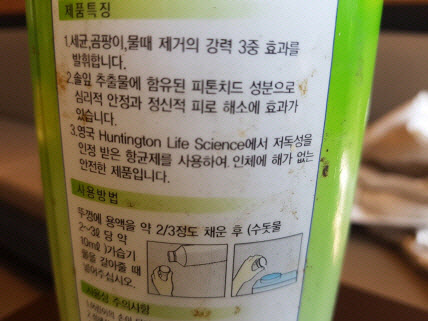 제품특징
1.세균,곰팡이,물때 제거의 강력 3중 효과를
발휘합니다.
2.솔잎 추출물에 함유된 피톤치드 성분으로
심리적 안정과 정신적 피로 해소에 효과가
있습니다.
3.영국 Huntington Life Science에서 저독성을
인정 받은 항균제를 사용하여 인체에 해가 없는
안전한 제품입니다.
사용방법
뚜껑에 용액을 약 2/3정도 채운 후 (수돗물
2~3ℓ 당 약
10mℓ)가습기
물을 갈아줄 때
넣어주십시오.
주의사항